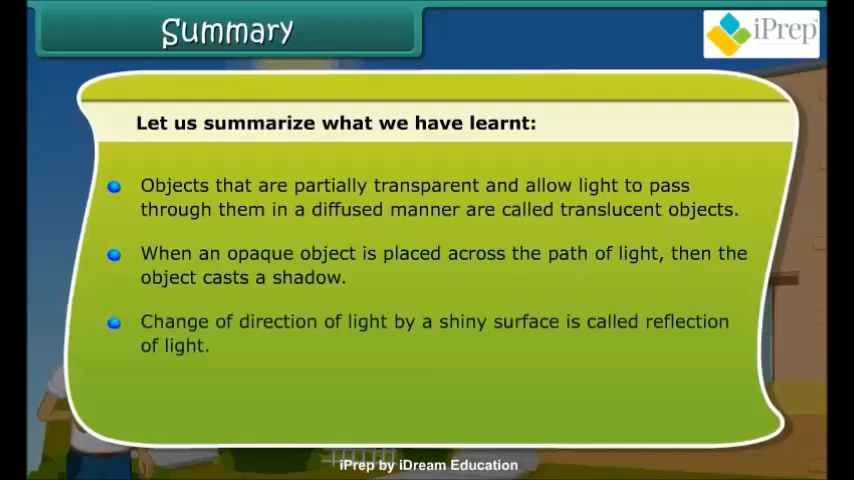 Summary
iPrep
Let us summarize what we have learnt:
Objects that are partially transparent and allow light to pass
through them in a diffused manner are called translucent objects.
When an opaque object is placed across the path of light, then the
object casts a shadow.
Change of direction of light by a shiny surface is called reflection
of light.
iPrep by iDream Education